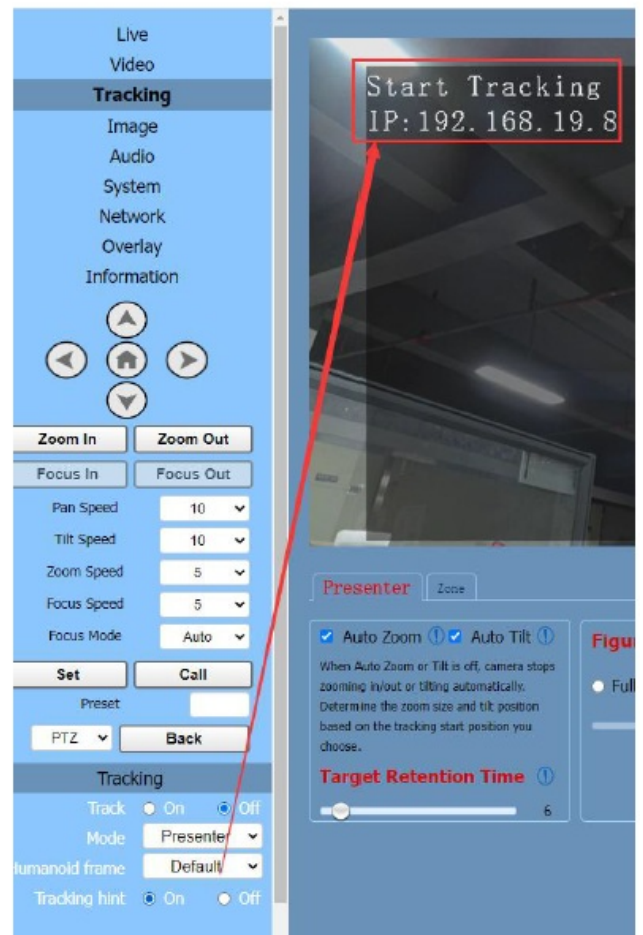 Live
Video
Tracking
Image
Audio
System
Network
Overlay
Information
Zoom In Zoom Out
Focus In Focus Out
Pan Speed 10
Tilt Speed 10
Zoom Speed 5
Focus Speed 5
Focus Mode Auto
Set Call
Preset
PTZ Back
Tracking
Track On Off
Mode Presenter
umanoid frame Default
Tracking hint On Off
Start Tracking
IP:192.168.19.8
Presenter Zone
Auto Zoom Auto Tilt
When Auto Zoom or Tilt is off, camera stops
zooming in/out or tilting automatically.
Determine the zoom size and tilt position
based on the tracking start position you
choose.
Target Retention Time
6
Figu
Full